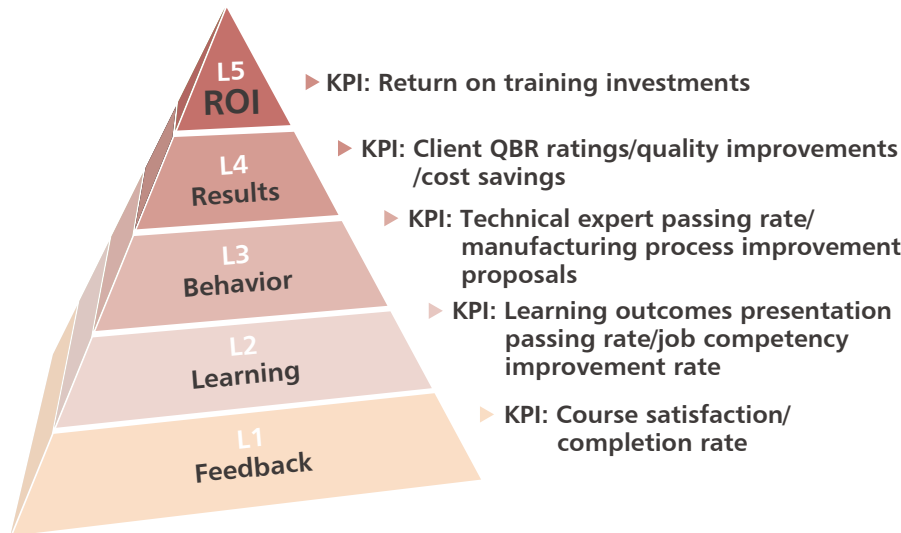 L5
ROI
KPI: Return on training investments
L4
Results
KPI: Client QBR ratings/quality improvements
/cost savings
L3
Behavior
KPI: Technical expert passing rate/
manufacturing process improvement
proposals
L2
Learning
KPI: Learning outcomes presentation
passing rate/job competency
improvement rate
L1
Feedback
KPI: Course satisfaction/
completion rate